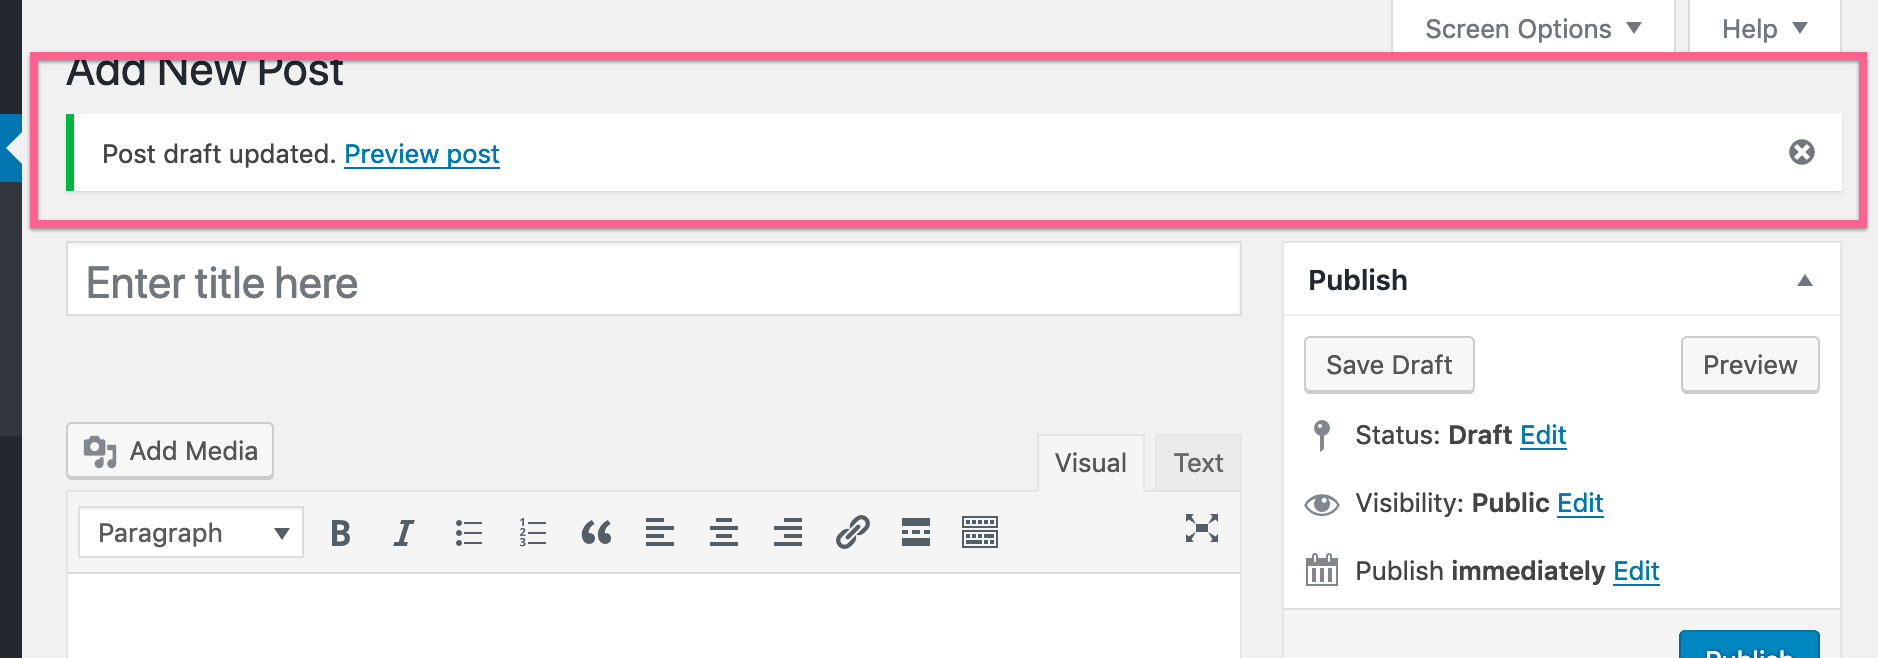 Screen Options
Help
Add New Post
Post draft updated. Preview post
Enter title here
Publish
Save Draft
Preview
Status: Draft Edit
Add Media
Visual
Text
Visibility: Public Edit
Paragraph
Publish immediately Edit
Publish